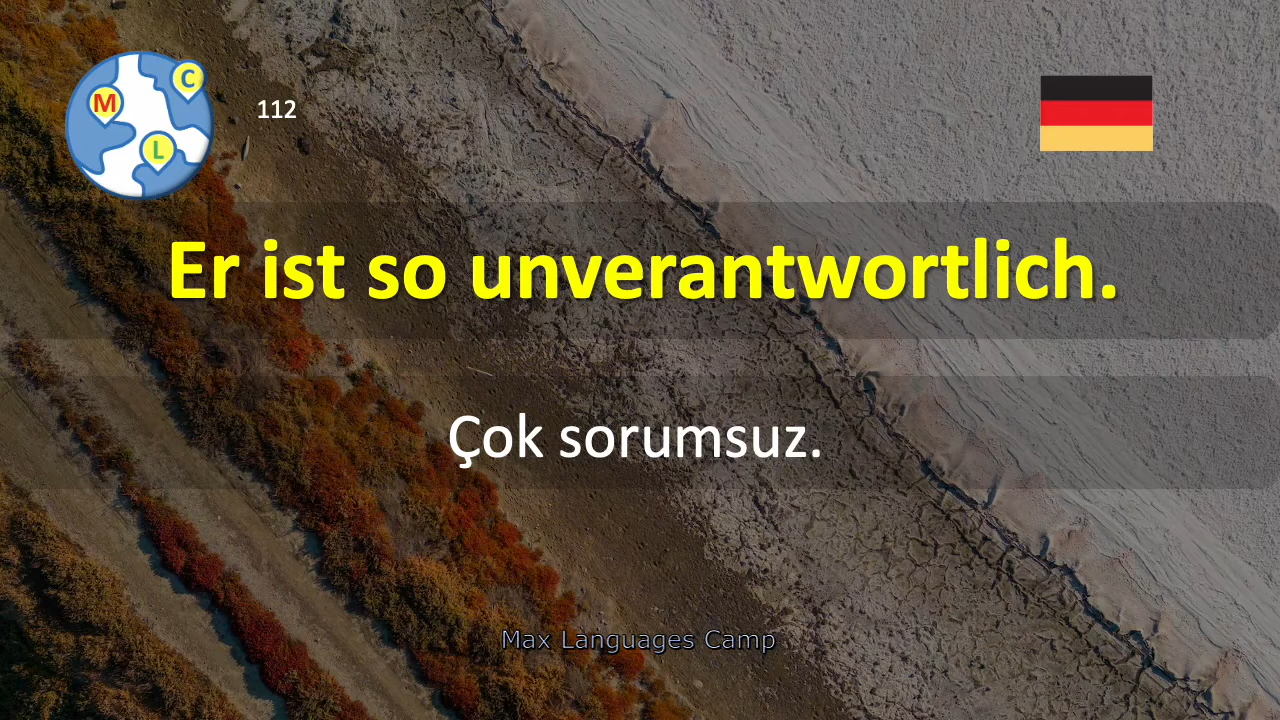 C
M
L
112
Er ist so unverantwortlich.
Çok sorumsuz.
Max Languages Camp